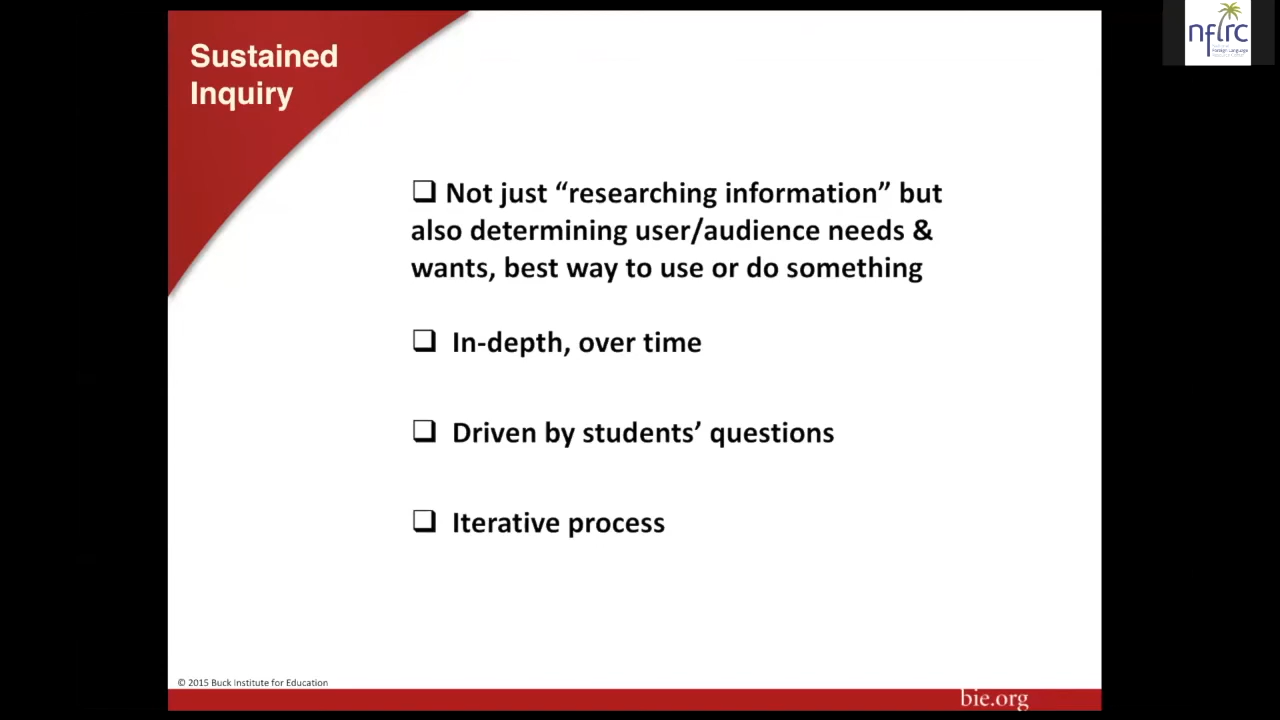 Sustained
Inquiry
nflrc
Foreign Language
❑ Not just “researching information” but
also determining user/audience needs &
wants, best way to use or do something
❑ In-depth, over time
❑ Driven by students’ questions
❑ Iterative process
© 2015 Buck Institute for Education
bie.org